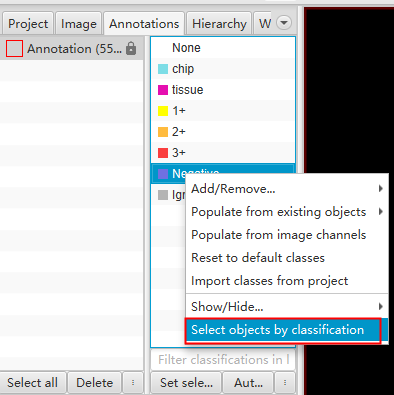 Project Image Annotations Hierarchy W
Annotation (55...
None
chip
tissue
1+
2+
3+
Negative
Ign
Add/Remove...
Populate from existing objects
Populate from image channels
Reset to default classes
Import classes from project
Show/Hide...
Select objects by classification
Filter classifications in l
Select all Delete Set sele... Aut...